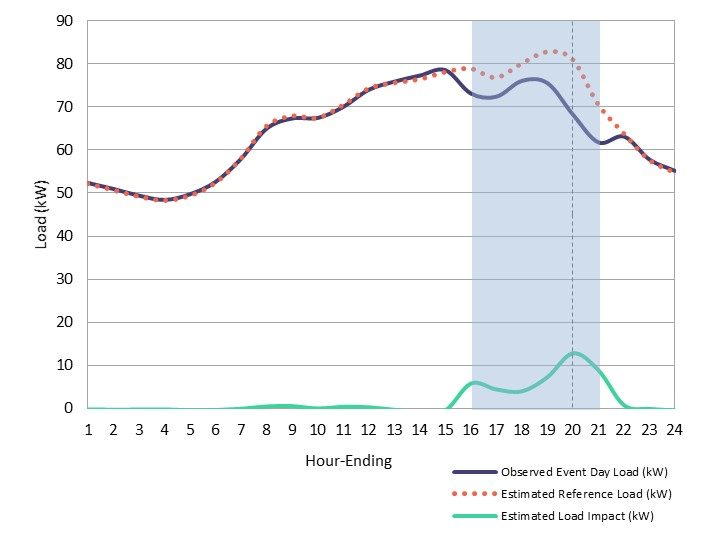 90
80
70
60
50
40
30
20
10
0
Load (kW)
1 2 3 4 5 6 7 8 9 10 11 12 13 14 15 16 17 18 19 20 21 22 23 24
Hour-Ending
Observed Event Day Load (kW)
Estimated Reference Load (kW)
Estimated Load Impact (kW)